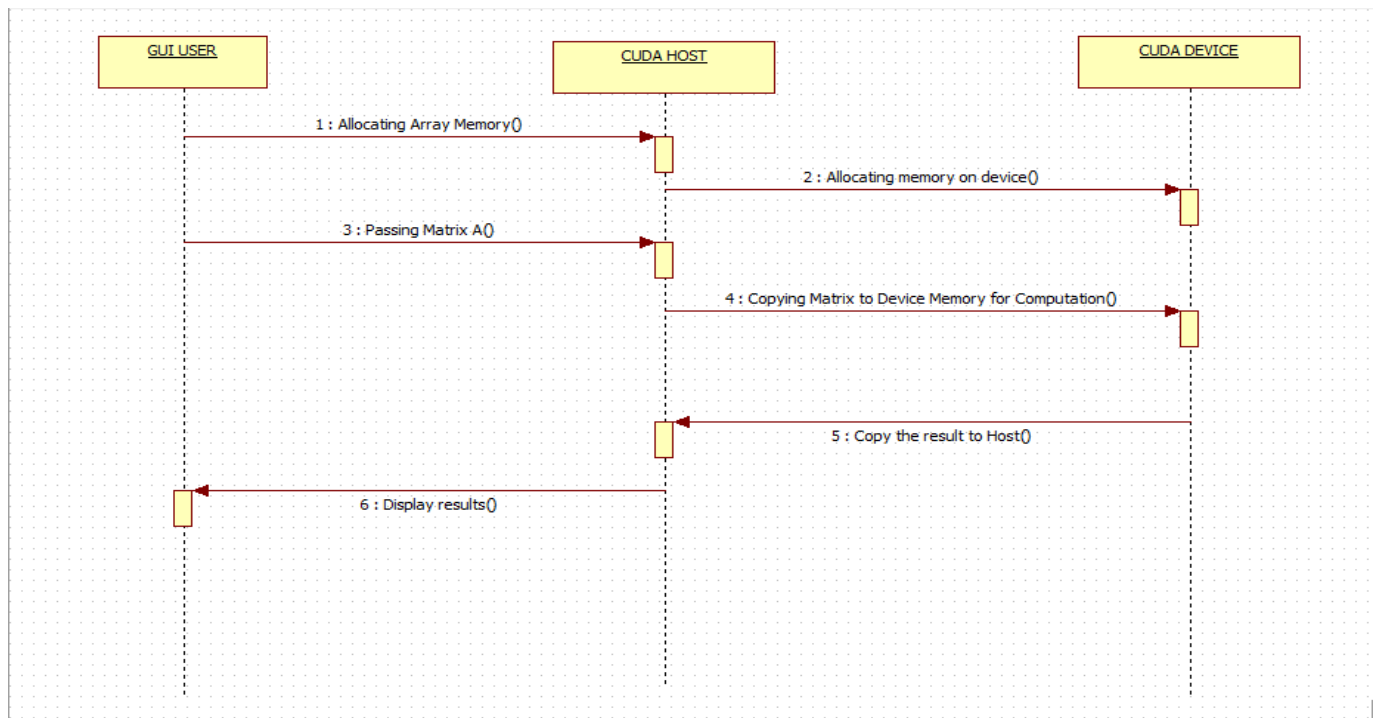 GUI USER
CUDA HOST
CUDA DEVICE
1 : Allocating Array Memory()
2 : Allocating memory on device()
3 : Passing Matrix A()
4 : Copying Matrix to Device Memory for Computation()
5 : Copy the result to Host()
6 : Display results()